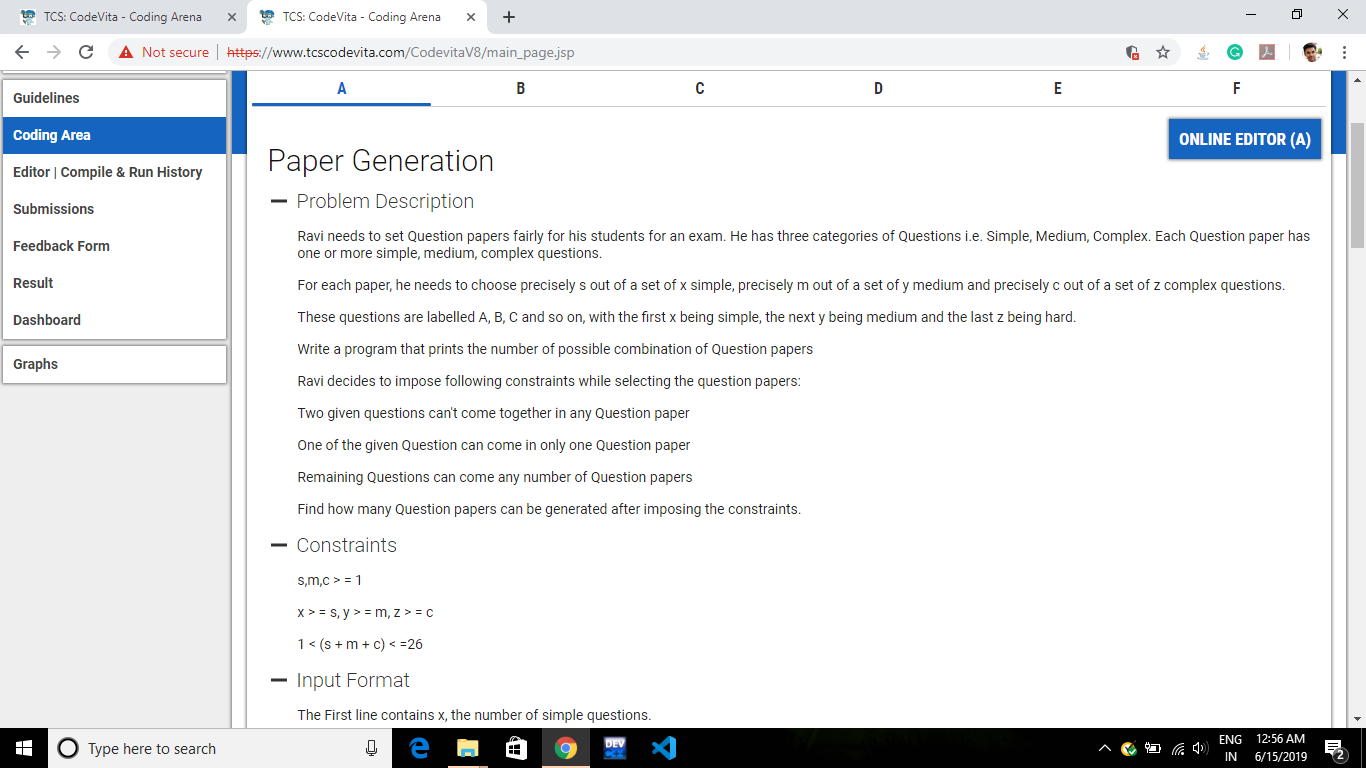 TCS: CodeVita - Coding Arena
TCS: CodeVita - Coding Arena
Not secure | https://www.tcscodevita.com/CodevitaV8/main_page.jsp
Guidelines
Coding Area
Editor | Compile & Run History
Submissions
Feedback Form
Result
Dashboard
Graphs
A B C D E F
ONLINE EDITOR (A)
Paper Generation
Problem Description
Ravi needs to set Question papers fairly for his students for an exam. He has three categories of Questions i.e. Simple, Medium, Complex. Each Question paper has
one or more simple, medium, complex questions.
For each paper, he needs to choose precisely s out of a set of x simple, precisely m out of a set of y medium and precisely c out of a set of z complex questions.
These questions are labelled A, B, C and so on, with the first x being simple, the next y being medium and the last z being hard.
Write a program that prints the number of possible combination of Question papers
Ravi decides to impose following constraints while selecting the question papers:
Two given questions can't come together in any Question paper
One of the given Question can come in only one Question paper
Remaining Questions can come any number of Question papers
Find how many Question papers can be generated after imposing the constraints.
Constraints
s,m,c > = 1
x > = s, y > = m, z > = c
1 < (s + m + c) < =26
Input Format
The First line contains x, the number of simple questions.
Type here to search
DEV
ENG
IN
12:56 AM
6/15/2019
2